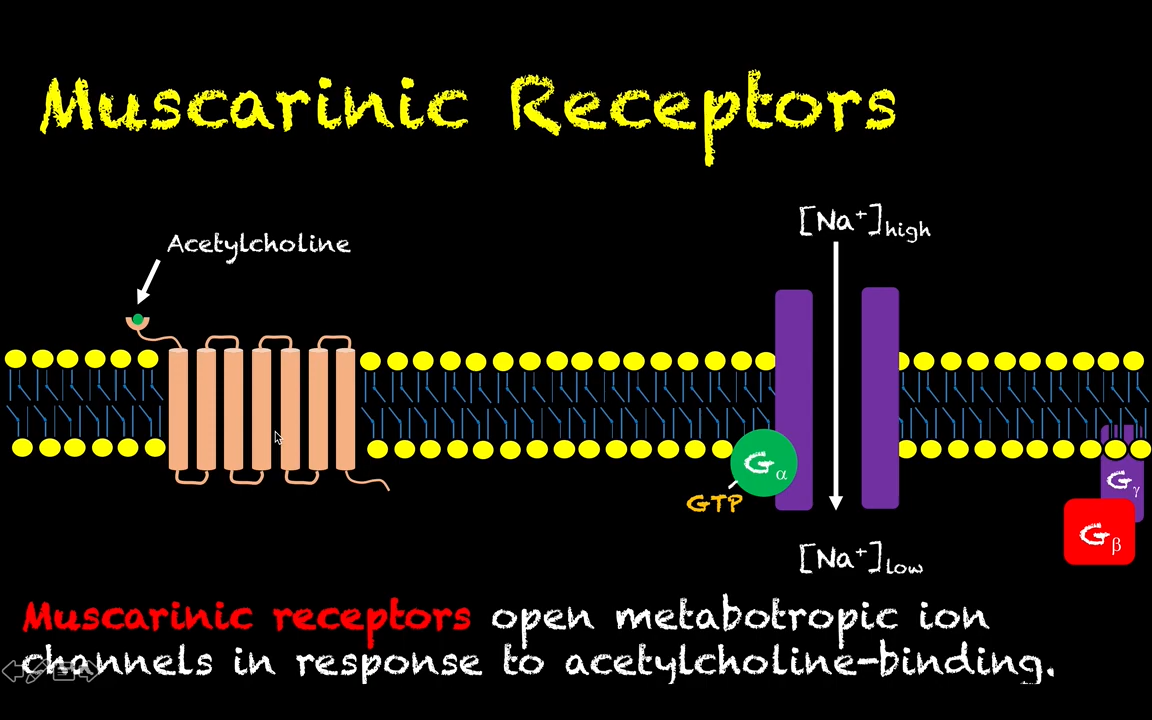 Muscarinic Receptors
[Na⁺]high
Acetylcholine
Gα
GTP
Gγ
Gβ
[Na⁺]low
Muscarinic receptors open metabotropic ion
channels in response to acetylcholine-binding.